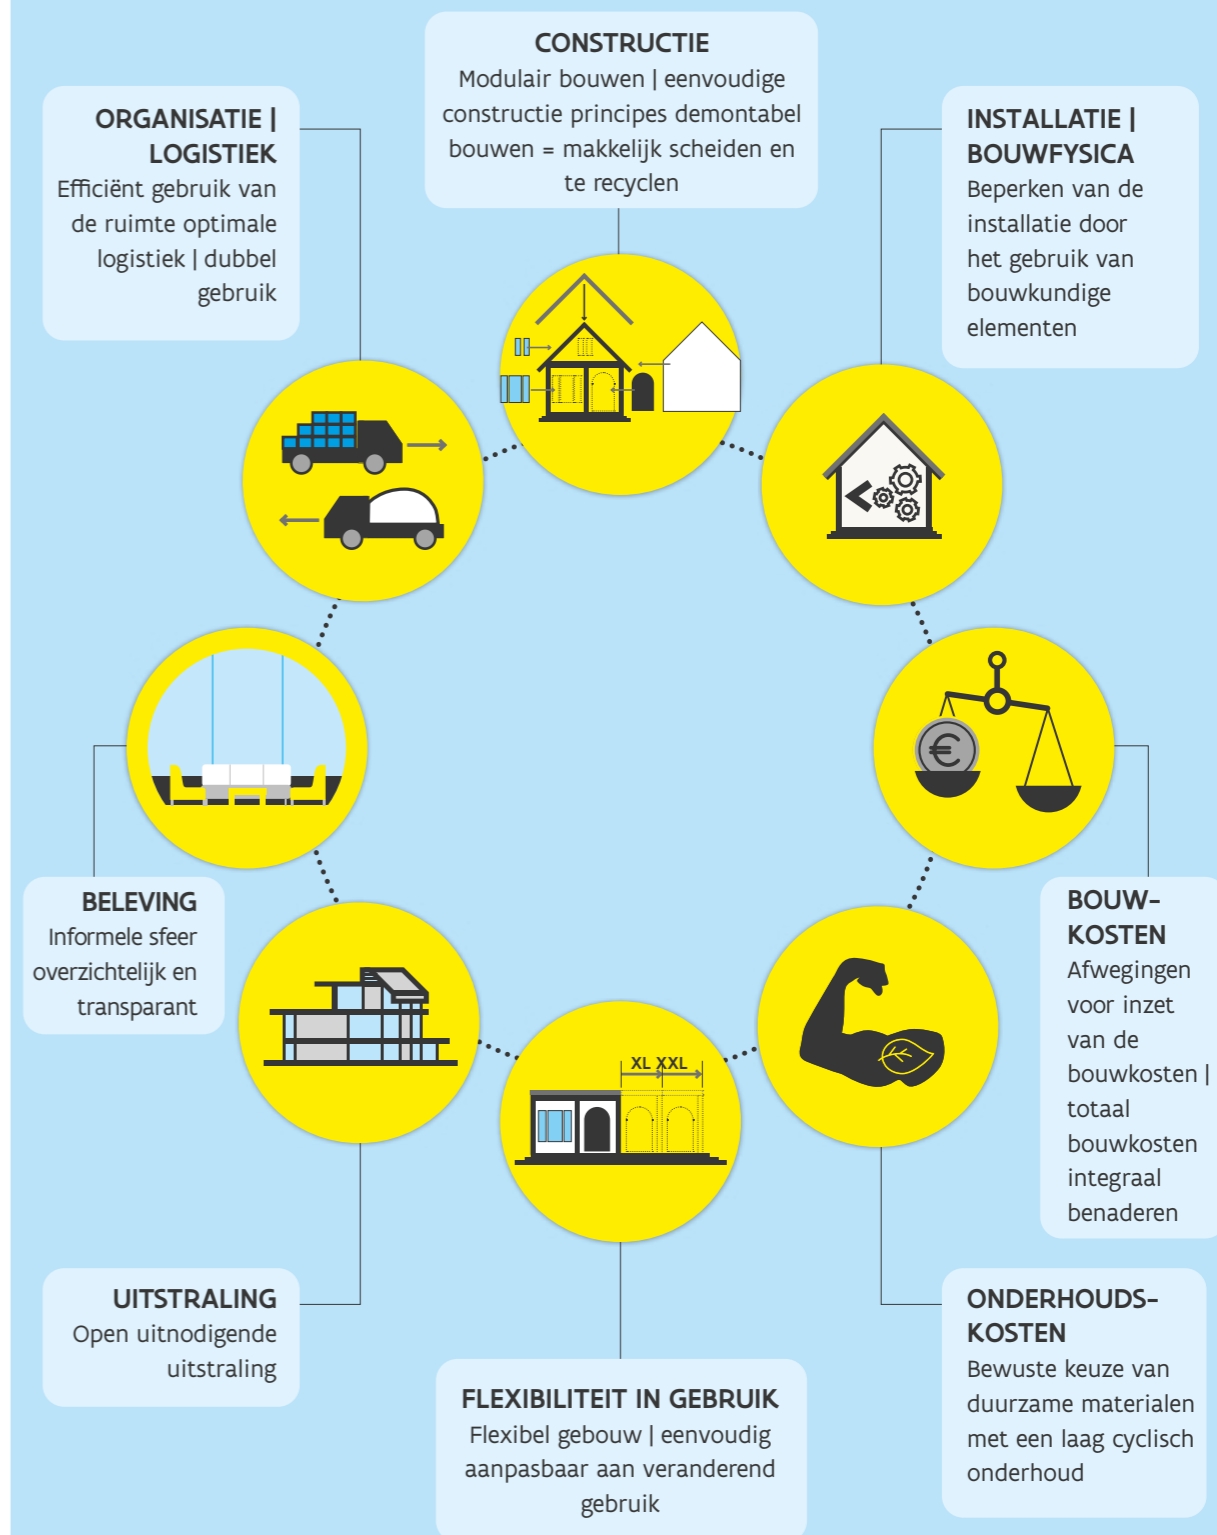 CONSTRUCTIE
Modulair bouwen | eenvoudige
constructie principes demontabel
bouwen = makkelijk scheiden en
te recyclen
ORGANISATIE |
LOGISTIEK
Efficiënt gebruik van
de ruimte optimale
logistiek | dubbel
gebruik
INSTALLATIE |
BOUWFYSICA
Beperken van de
installatie door
het gebruik van
bouwkundige
elementen
€
BELEVING
Informele sfeer
overzichtelijk en
transparant
BOUW-
KOSTEN
Afwegingen
voor inzet
van de
bouwkosten |
totaal
bouwkosten
integraal
benaderen
XL XXL
UITSTRALING
Open uitnodigende
uitstraling
FLEXIBILITEIT IN GEBRUIK
Flexibel gebouw | eenvoudig
aanpasbaar aan veranderend
gebruik
ONDERHOUDS-
KOSTEN
Bewuste keuze van
duurzame materialen
met een laag cyclisch
onderhoud